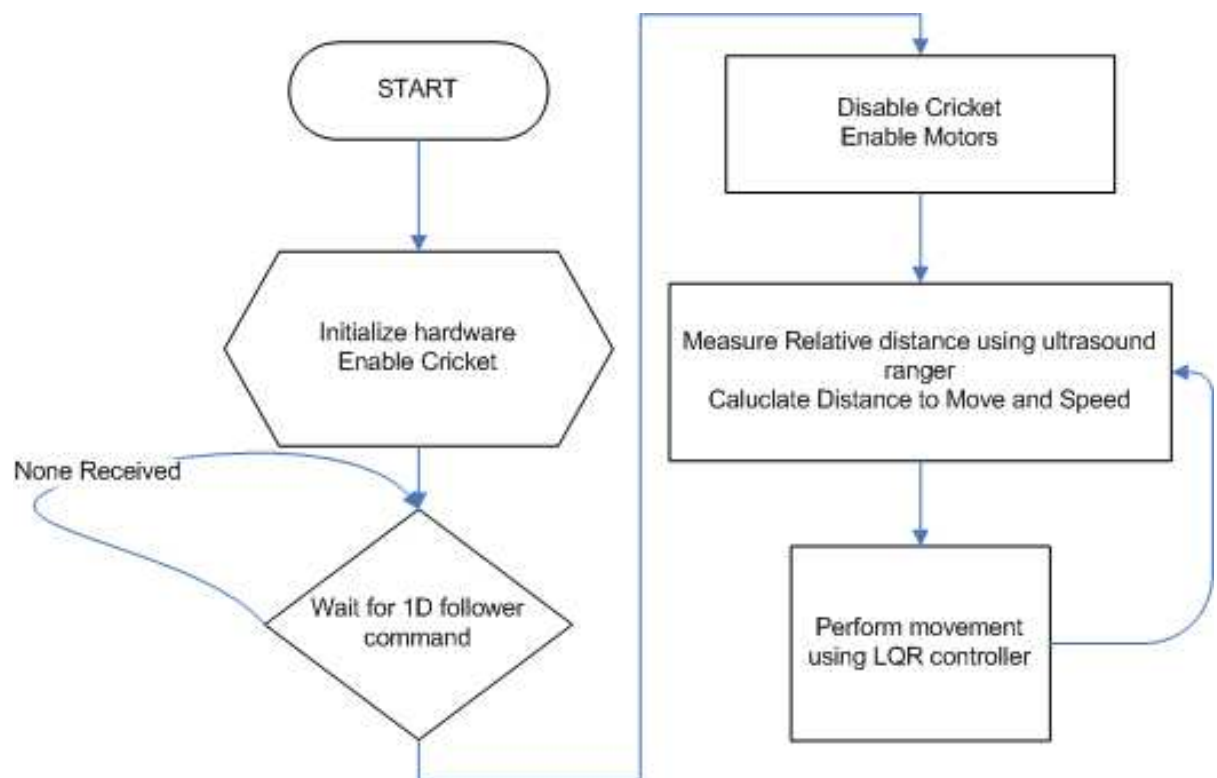 START
Initialize hardware
Enable Cricket
None Received
Wait for 1D follower
command
Disable Cricket
Enable Motors
Measure Relative distance using ultrasound
ranger
Caluclate Distance to Move and Speed
Perform movement
using LQR controller